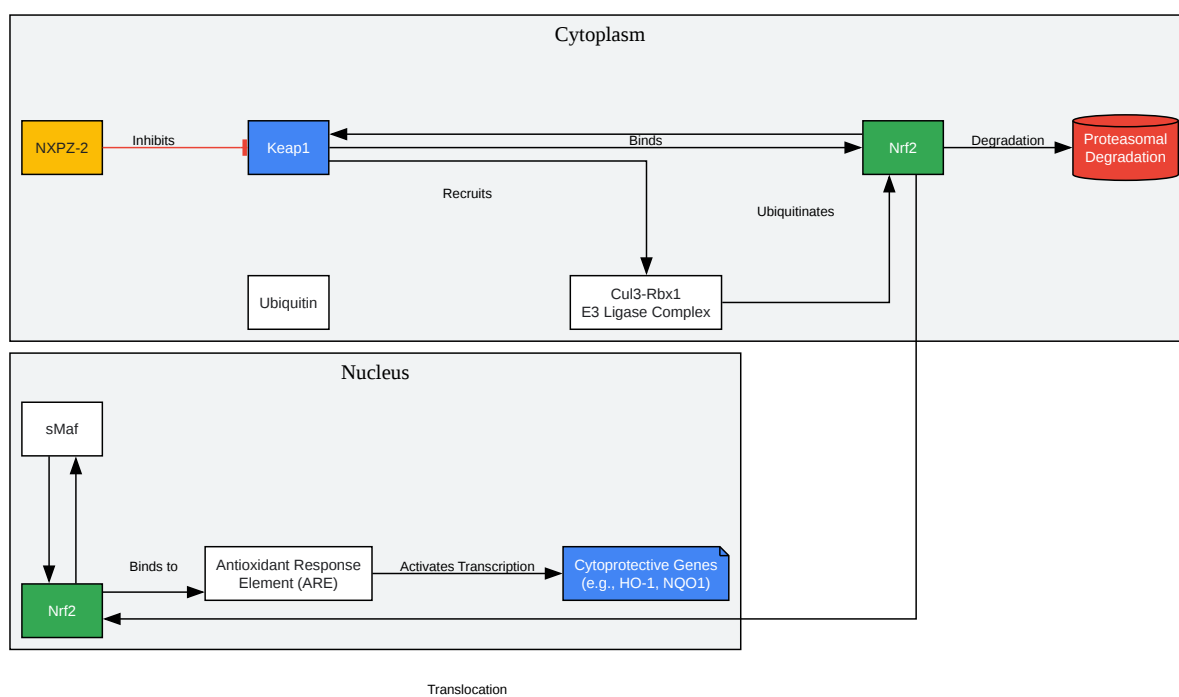 Cytoplasm
NXPZ-2
Inhibits
Keap1
Binds
Nrf2
Degradation
Proteasomal
Degradation
Recruits
Ubiquitinates
Ubiquitin
Cul3-Rbx1
E3 Ligase Complex
Nucleus
sMaf
Nrf2
Binds to
Antioxidant Response
Element (ARE)
Activates Transcription
Cytoprotective Genes
(e.g., HO-1, NQO1)
Translocation